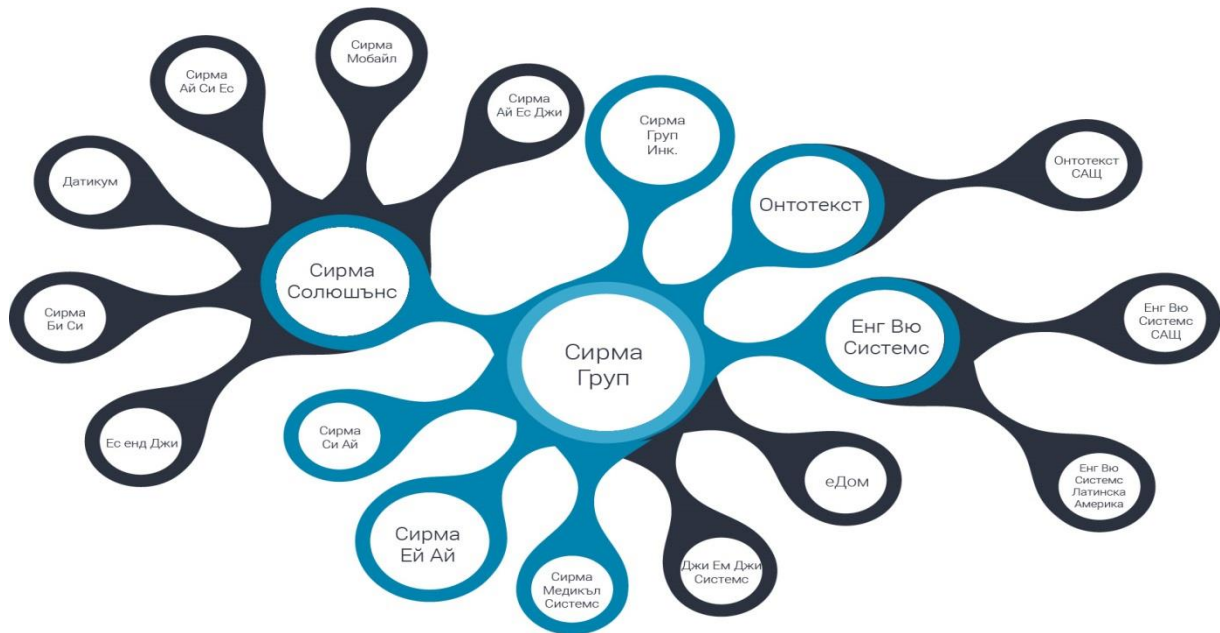 Сирма
Мобайл
Сирма
Ай Си Ес
Сирма
Ай Ес Джи
Сирма
Груп
Инк.
Онтотекст
САЩ
Датикум
Онтотекст
Сирма
Солюшънс
Сирма
Би Си
Енг Вю
Системс
Енг Вю
Системс
САЩ
Сирма
Груп
Ес енд Джи
Сирма
Си Ай
еДом
Енг Вю
Системс
Латинска
Америка
Сирма
Ей Ай
Сирма
Медикъл
Системс
Джи Ем Джи
Системс